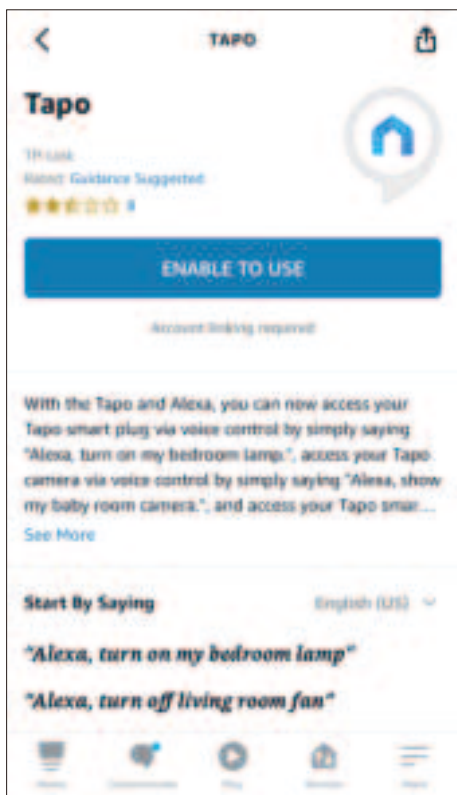 TAPO
Tapo
TP-Link
Rated: Guidance Suggested
8
ENABLE TO USE
Account linking required
With the Tapo and Alexa, you can now access your
Tapo smart plug via voice control by simply saying
"Alexa, turn on my bedroom lamp.", access your Tapo
camera via voice control by simply saying "Alexa, show
my baby room camera.", and access your Tapo smar....
See More
Start By Saying
English (US)
"Alexa, turn on my bedroom lamp"
"Alexa, turn off living room fan"